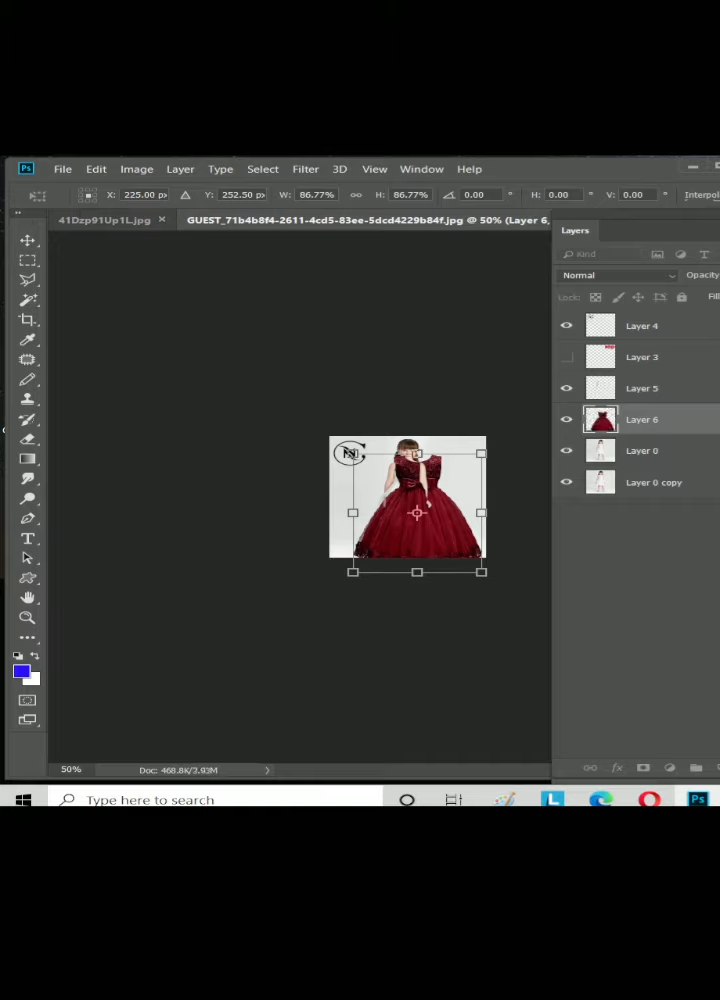 Ps File Edit Image Layer Type Select Filter 3D View Window Help
X: 225.00 px Y: 252.50 px W: 86.77% H: 86.77% 0.00 ° H: 0.00 ° V: 0.00 ° Interpol
41Dzp91Up1L.jpg × GUEST_71b4b8f4-2611-4cd5-83ee-5dcd4229b84f.jpg @ 50% (Layer 6,
Layers
Kind
Normal Opacity
Lock: Fil
Layer 4
Layer 3
Layer 5
Layer 6
Layer 0
Layer 0 copy
50% Doc: 468.8K/3.93M
Type here to search